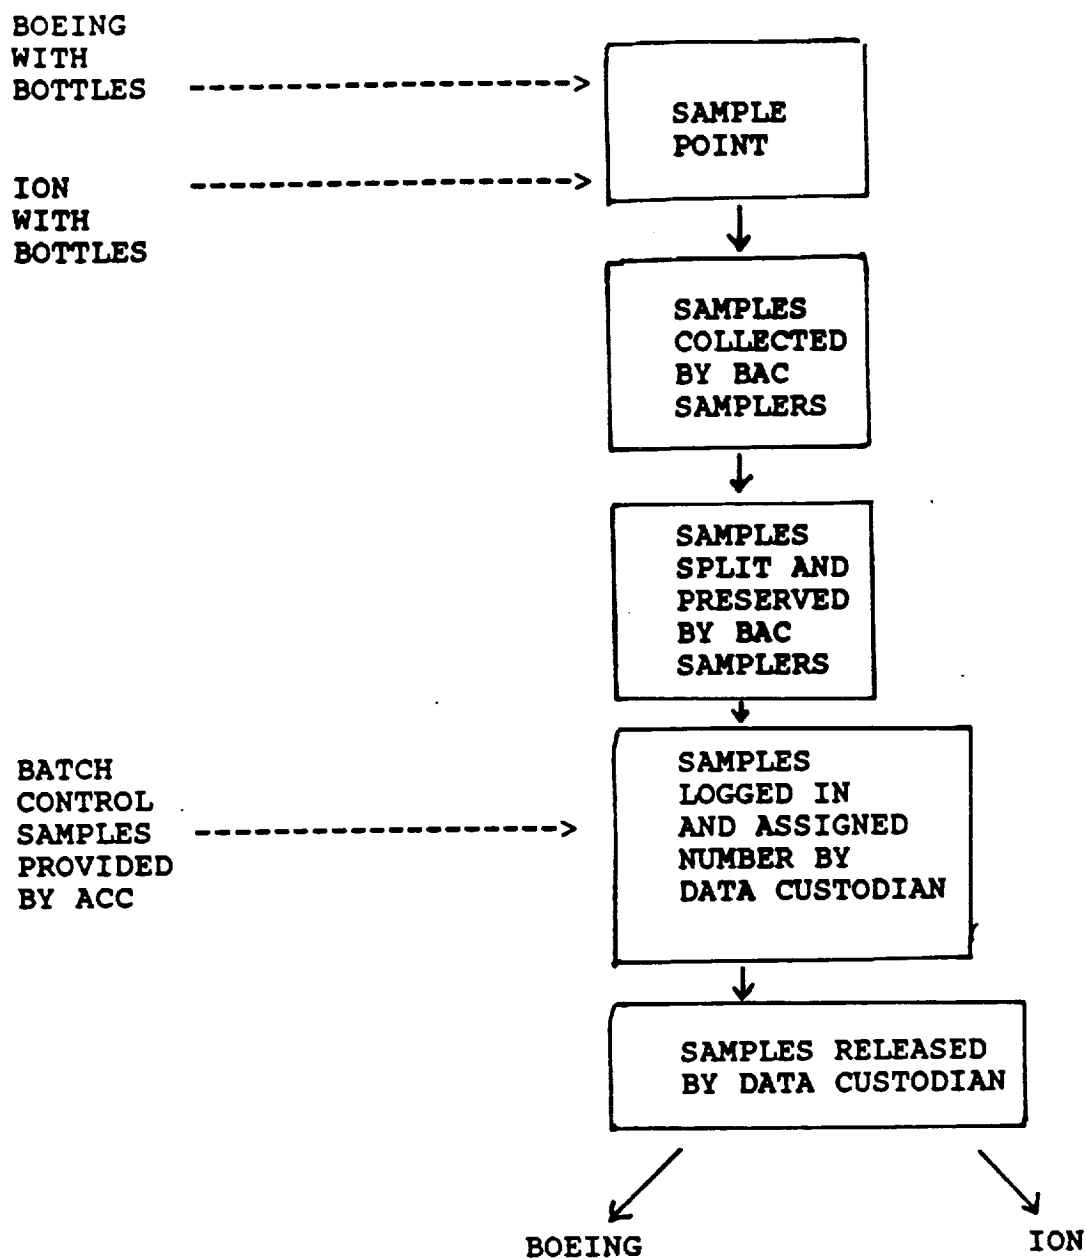 BOEING
WITH
BOTTLES
SAMPLE
POINT
ION
WITH
BOTTLES
SAMPLES
COLLECTED
BY BAC
SAMPLERS
SAMPLES
SPLIT AND
PRESERVED
BY BAC
SAMPLERS
BATCH
CONTROL
SAMPLES
PROVIDED
BY ACC
SAMPLES
LOGGED IN
AND ASSIGNED
NUMBER BY
DATA CUSTODIAN
SAMPLES RELEASED
BY DATA CUSTODIAN
BOEING
ION